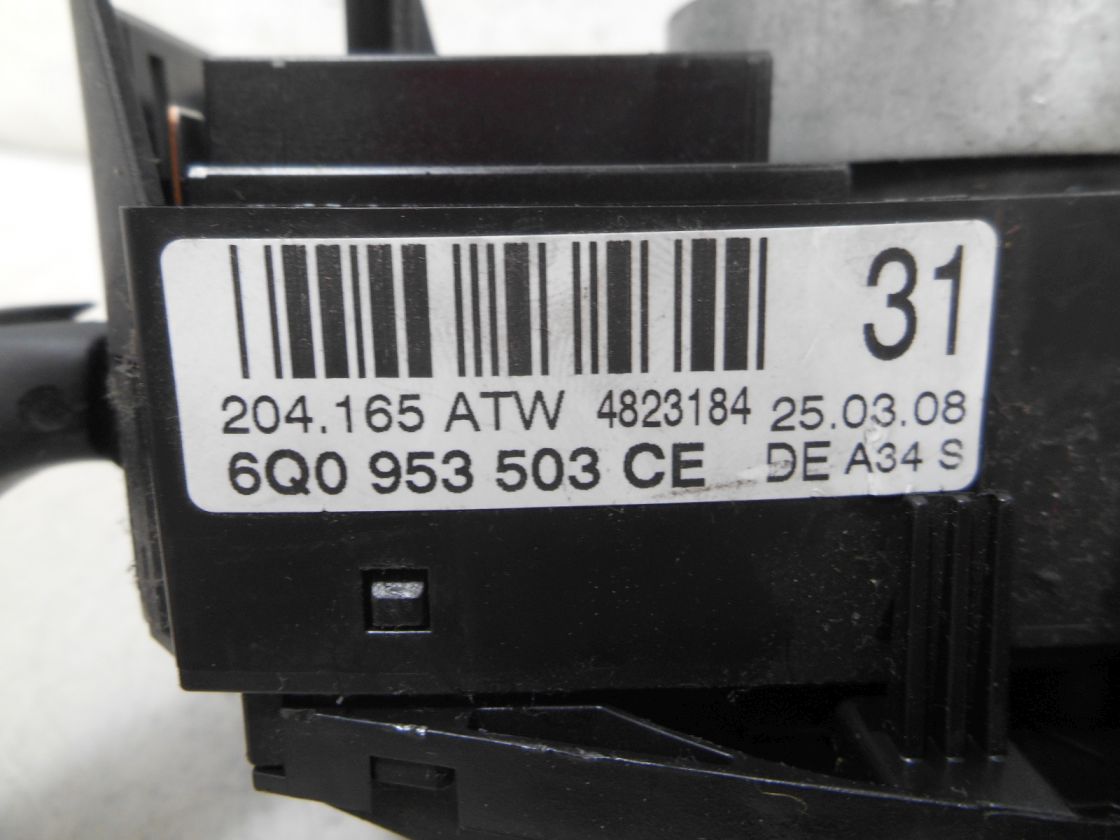 31
204.165 ATW 4823184 25.03.08
6Q0 953 503 CE DE A34 S